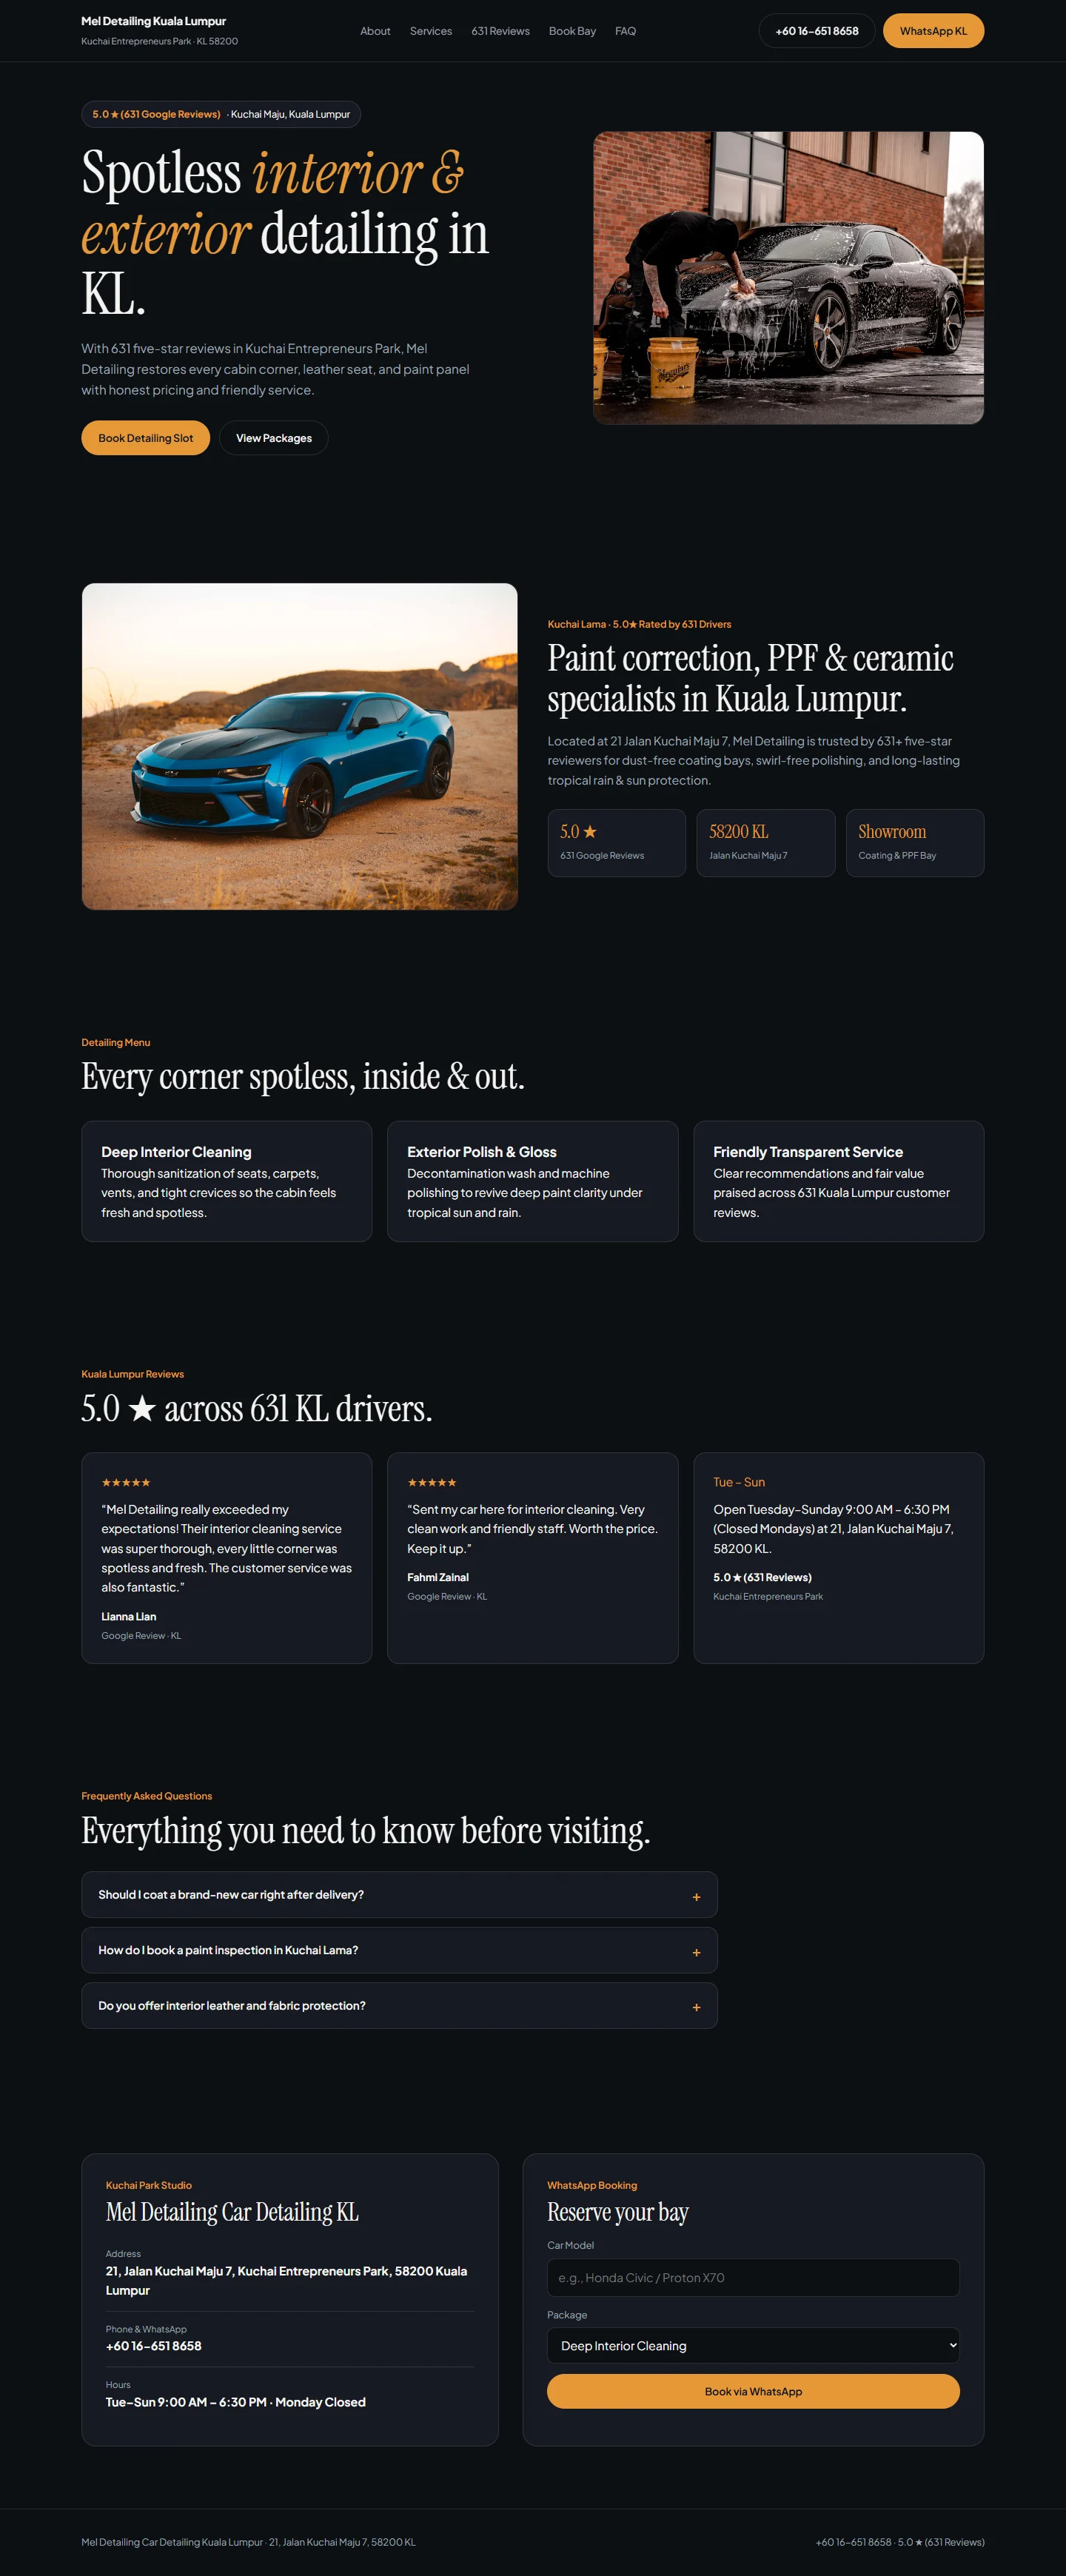 Mel Detailing Kuala Lumpur
Kuchai Entrepreneurs Park · KL 58200
About
Services
631 Reviews
Book Bay
FAQ
+60 16-651 8658
WhatsApp KL
5.0 ★ (631 Google Reviews) · Kuchai Maju, Kuala Lumpur
Spotless interior &
exterior detailing in
KL.
With 631 five-star reviews in Kuchai Entrepreneurs Park, Mel
Detailing restores every cabin corner, leather seat, and paint panel
with honest pricing and friendly service.
Book Detailing Slot
View Packages
Kuchai Lama · 5.0★ Rated by 631 Drivers
Paint correction, PPF & ceramic
specialists in Kuala Lumpur.
Located at 21 Jalan Kuchai Maju 7, Mel Detailing is trusted by 631+ five-star
reviewers for dust-free coating bays, swirl-free polishing, and long-lasting
tropical rain & sun protection.
5.0 ★
631 Google Reviews
58200 KL
Jalan Kuchai Maju 7
Showroom
Coating & PPF Bay
Detailing Menu
Every corner spotless, inside & out.
Deep Interior Cleaning
Thorough sanitization of seats, carpets,
vents, and tight crevices so the cabin feels
fresh and spotless.
Exterior Polish & Gloss
Decontamination wash and machine
polishing to revive deep paint clarity under
tropical sun and rain.
Friendly Transparent Service
Clear recommendations and fair value
praised across 631 Kuala Lumpur customer
reviews.
Kuala Lumpur Reviews
5.0 ★ across 631 KL drivers.
★★★★★
“Mel Detailing really exceeded my
expectations! Their interior cleaning service
was super thorough, every little corner was
spotless and fresh. The customer service was
also fantastic.”
Lianna Lian
Google Review · KL
★★★★★
“Sent my car here for interior cleaning. Very
clean work and friendly staff. Worth the price.
Keep it up.”
Fahmi Zainal
Google Review · KL
Tue – Sun
Open Tuesday–Sunday 9:00 AM – 6:30 PM
(Closed Mondays) at 21, Jalan Kuchai Maju 7,
58200 KL.
5.0 ★ (631 Reviews)
Kuchai Entrepreneurs Park
Frequently Asked Questions
Everything you need to know before visiting.
Should I coat a brand-new car right after delivery? +
How do I book a paint inspection in Kuchai Lama? +
Do you offer interior leather and fabric protection? +
Kuchai Park Studio
Mel Detailing Car Detailing KL
Address
21, Jalan Kuchai Maju 7, Kuchai Entrepreneurs Park, 58200 Kuala
Lumpur
Phone & WhatsApp
+60 16-651 8658
Hours
Tue–Sun 9:00 AM – 6:30 PM · Monday Closed
WhatsApp Booking
Reserve your bay
Car Model
e.g., Honda Civic / Proton X70
Package
Deep Interior Cleaning
Book via WhatsApp
Mel Detailing Car Detailing Kuala Lumpur · 21, Jalan Kuchai Maju 7, 58200 KL
+60 16-651 8658 · 5.0 ★ (631 Reviews)